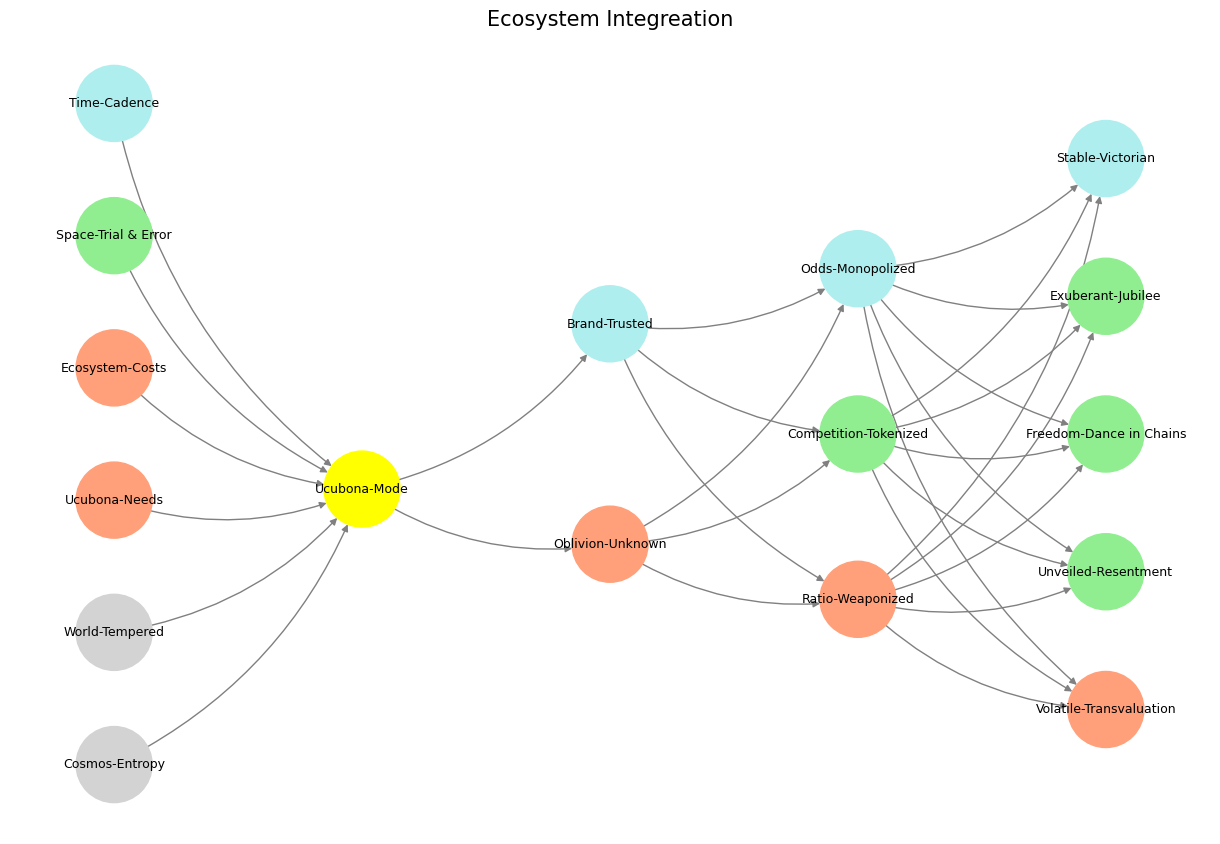 Ecosystem Integreation
Time-Cadence
Space-Trial & Error
Ecosystem-Costs
Ucubona-Needs
World-Tempered
Cosmos-Entropy
Ucubona-Mode
Brand-Trusted
Oblivion-Unknown
Odds-Monopolized
Competition-Tokenized
Ratio-Weaponized
Stable-Victorian
Exuberant-Jubilee
Freedom-Dance in Chains
Unveiled-Resentment
Volatile-Transvaluation